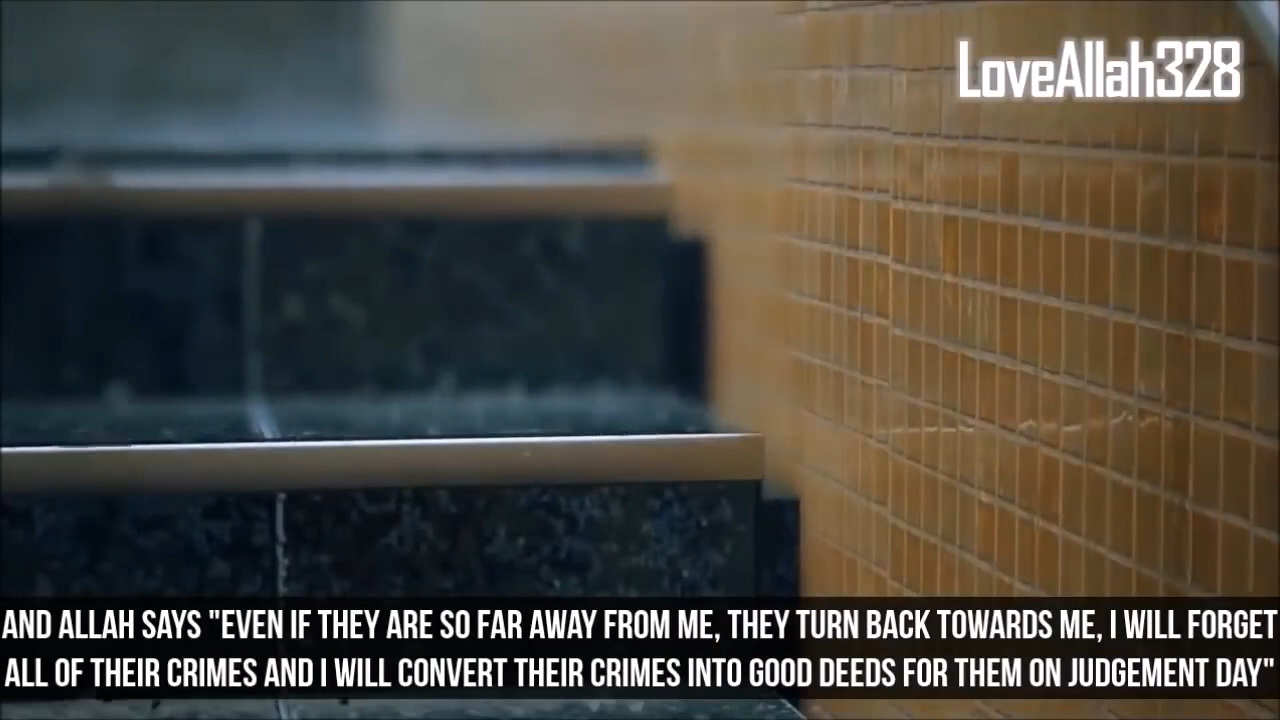 LoveAllah328
AND ALLAH SAYS "EVEN IF THEY ARE SO FAR AWAY FROM ME, THEY TURN BACK TOWARDS ME, I WILL FORGET
ALL OF THEIR CRIMES AND I WILL CONVERT THEIR CRIMES INTO GOOD DEEDS FOR THEM ON JUDGEMENT DAY"